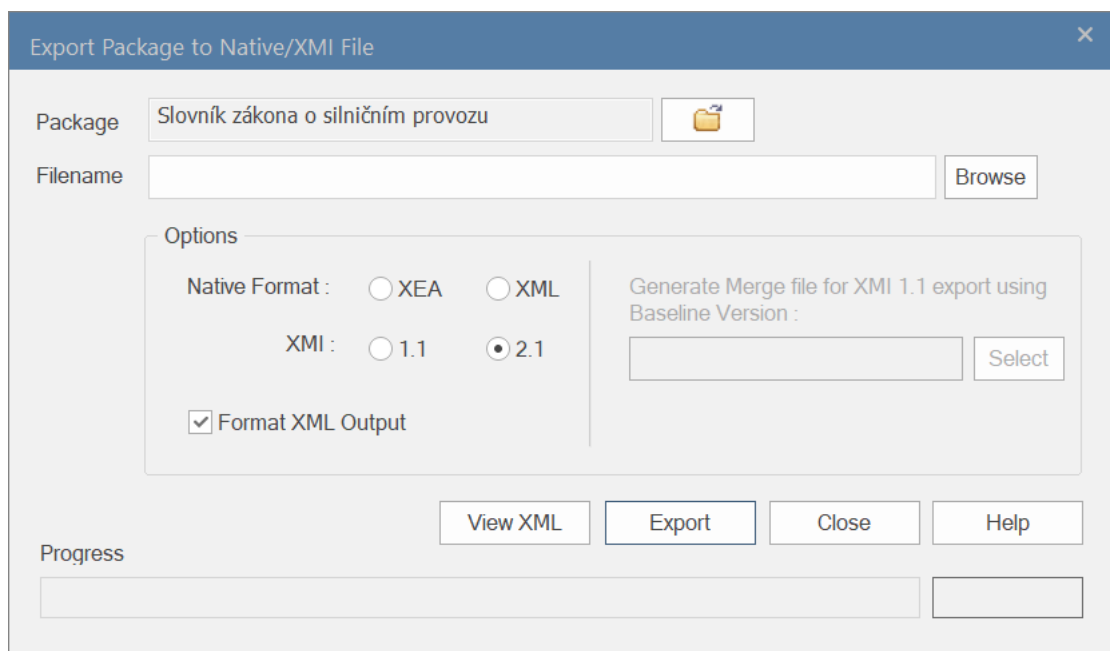 Export Package to Native/XMI File
Package
Slovník zákona o silničním provozu
Filename
Browse
Options
Native Format :
XEA
XML
Generate Merge file for XMI 1.1 export using
Baseline Version :
XMI :
1.1
2.1
Select
Format XML Output
View XML
Export
Close
Help
Progress